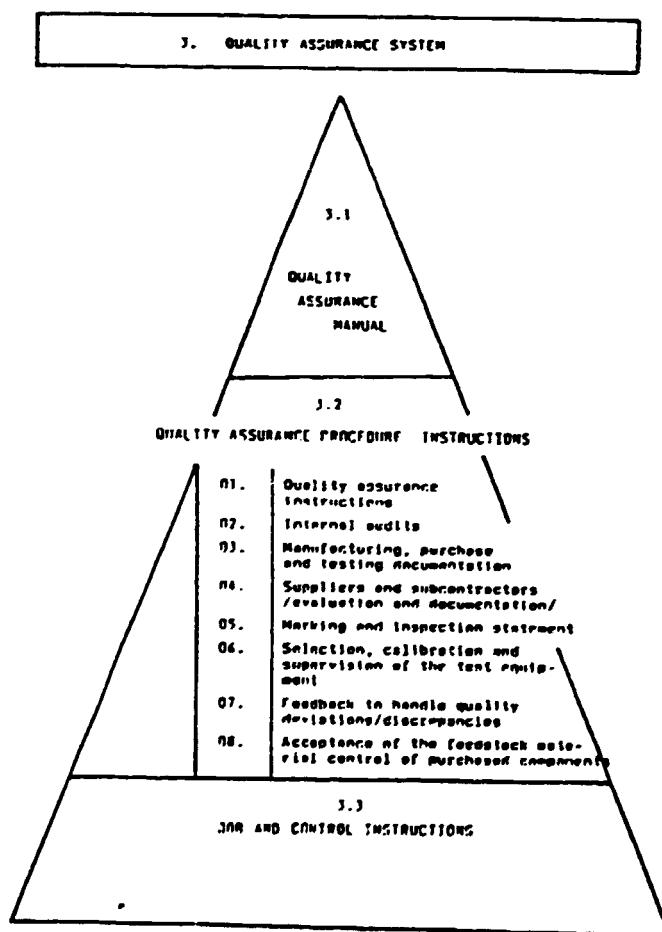 3. QUALITY ASSURANCE SYSTEM
3.1
QUALITY
ASSURANCE
MANUAL
3.2
QUALITY ASSURANCE PROCEDURE INSTRUCTIONS
01. Quality assurance
instructions
02. Internal audits
03. Manufacturing, purchase
and testing documentation
04. Suppliers and subcontractors
/evaluation and documentation/
05. Marking and inspection statement
06. Selection, calibration and
supervision of the test equip-
ment
07. Feedback to handle quality
deviations/discrepancies
08. Acceptance of the feedstock mate-
rial control of purchased components
3.3
JOB AND CONTROL INSTRUCTIONS